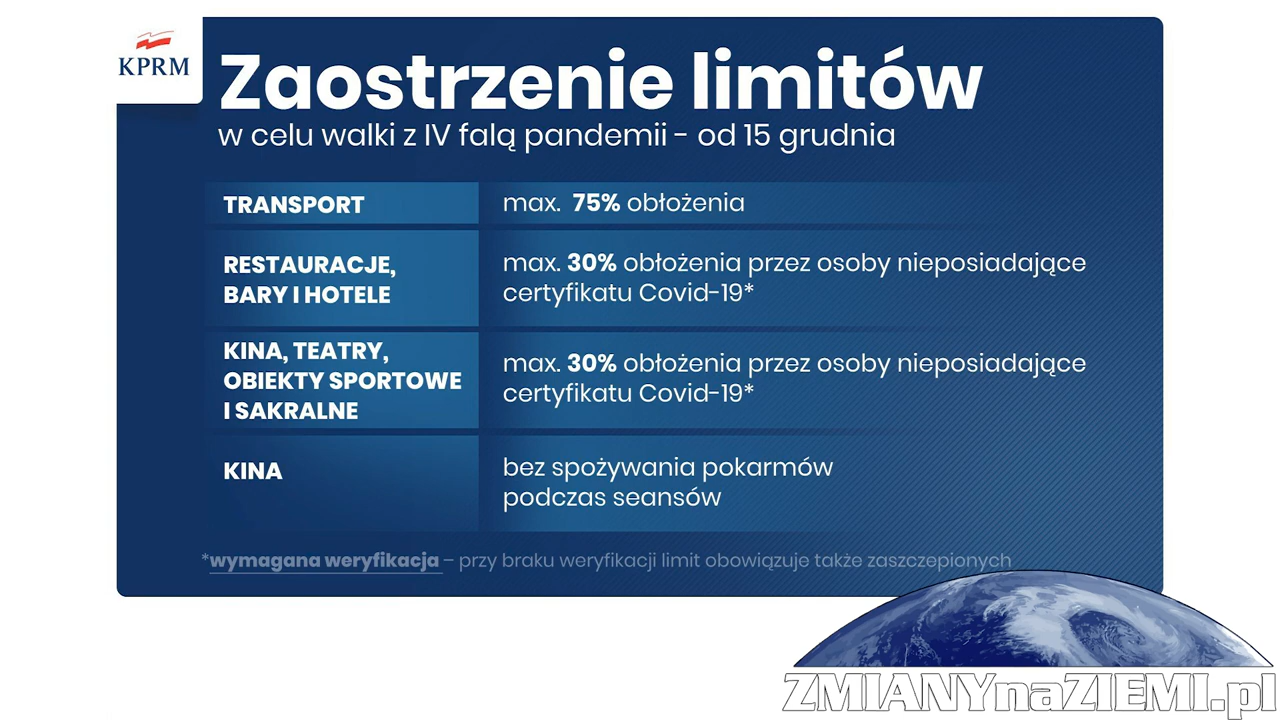 KPRM
Zaostrzenie limitów
w celu walki z IV falą pandemii - od 15 grudnia
TRANSPORT
max. 75% obłożenia
RESTAURACJE,
BARY I HOTELE
max. 30% obłożenia przez osoby nieposiadające
certyfikatu Covid-19*
KINA, TEATRY,
OBIEKTY SPORTOWE
I SAKRALNE
max. 30% obłożenia przez osoby nieposiadające
certyfikatu Covid-19*
KINA
bez spożywania pokarmów
podczas seansów
*wymagana weryfikacja – przy braku weryfikacji limit obowiązuje także zaszczepionych
ZMIANYnaZIEMI.pl